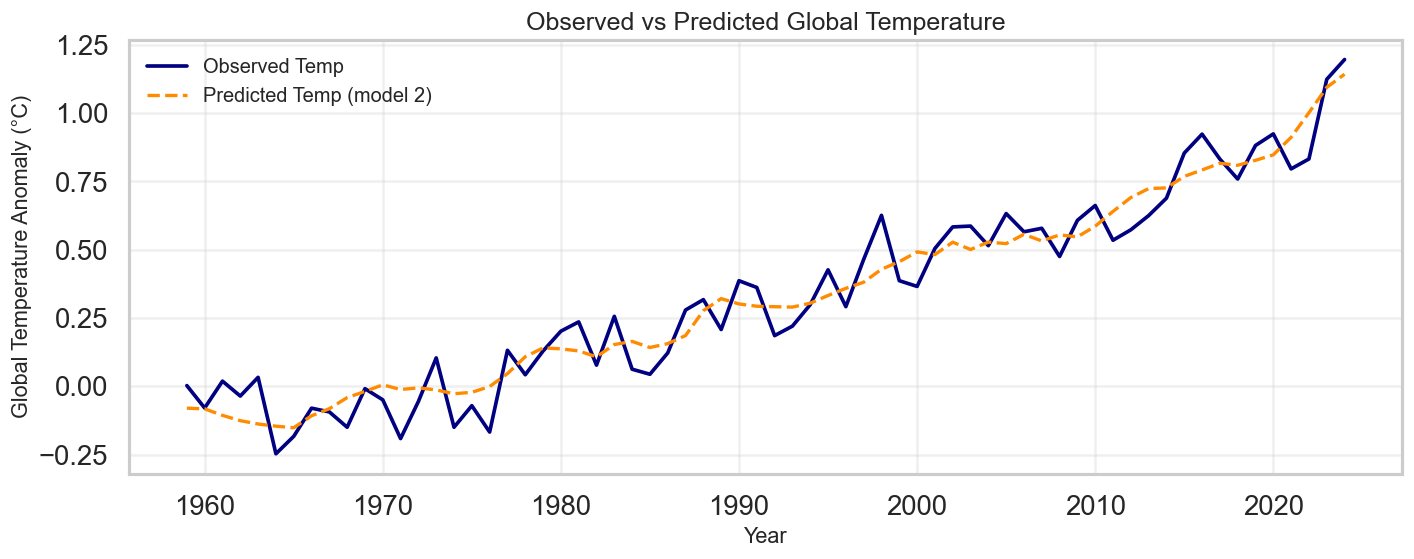 Observed vs Predicted Global Temperature
Observed Temp
Predicted Temp (model 2)
Global Temperature Anomaly (°C)
1.25
1.00
0.75
0.50
0.25
0.00
−0.25
1960 1970 1980 1990 2000 2010 2020
Year